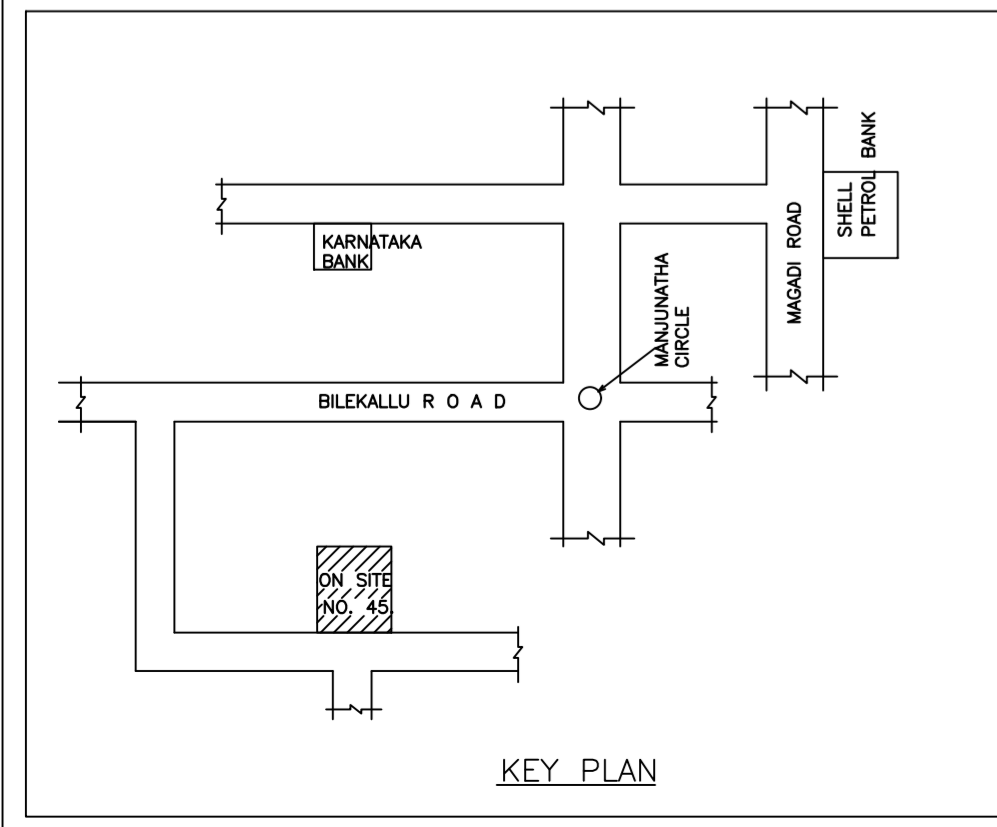 SHELL
PETROL BANK
MAGADI ROAD
KARNATAKA
BANK
MANJUNATHA
CIRCLE
BILEKALLU R O A D
ON SITE
NO. 45.
KEY PLAN